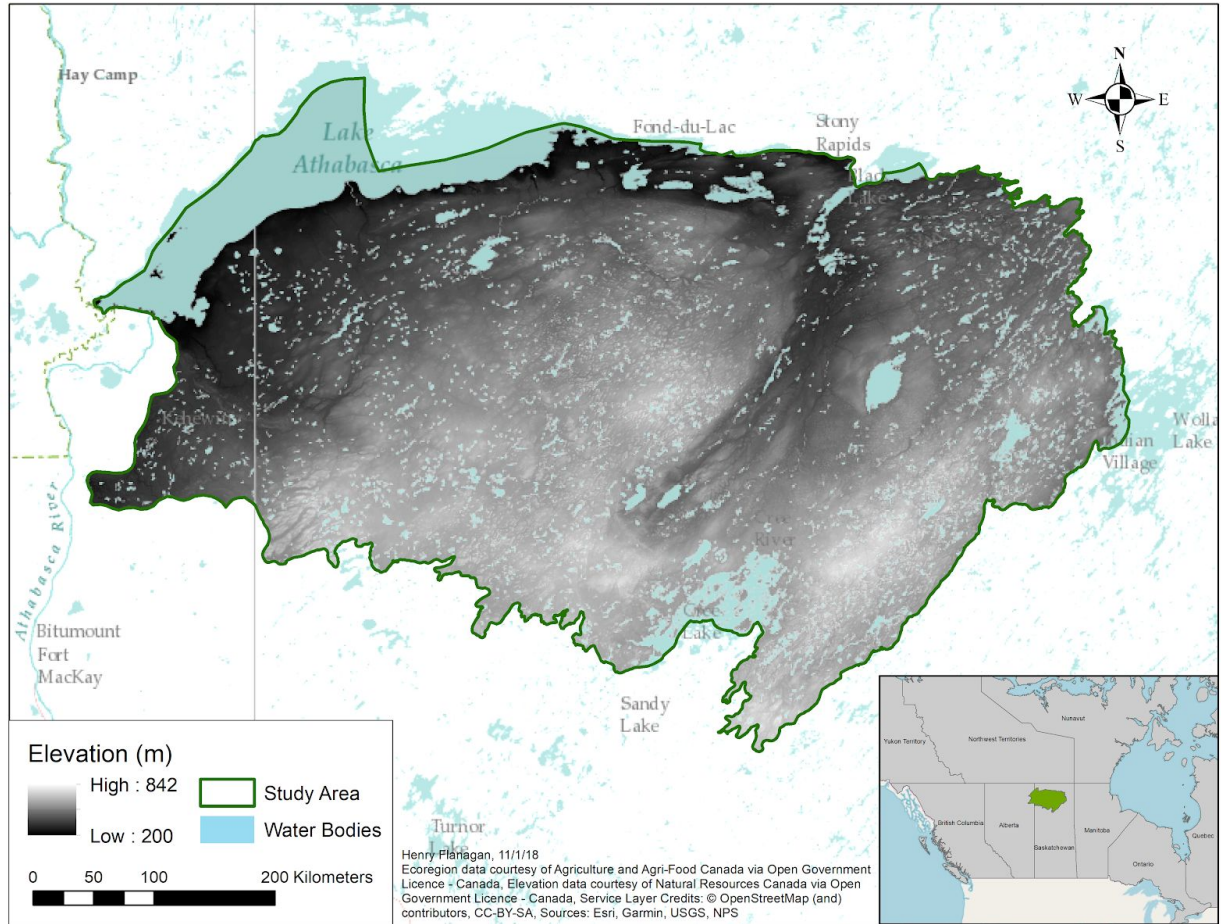 Hay Camp
N
W
E
S
Lake
Athabasca
Fond-du-Lac
Stony
Rapids
Lake
River
Lake
Village
Wolla
Lake
Athabasca River
Bitumount
Fort
MacKay
Sandy
Lake
Turnor
Lake
Elevation (m)
High : 842
Low : 200
Study Area
Water Bodies
0
50
100
200 Kilometers
Henry Flanagan, 11/1/18
Ecoregion data courtesy of Agriculture and Agri-Food Canada via Open Government
Licence - Canada, Elevation data courtesy of Natural Resources Canada via Open
Government Licence - Canada, Service Layer Credits: © OpenStreetMap (and)
contributors, CC-BY-SA, Sources: Esri, Garmin, USGS, NPS
Yukon Territory
Northwest Territories
Nunavut
British Columbia
Alberta
Saskatchewan
Manitoba
Ontario
Quebec